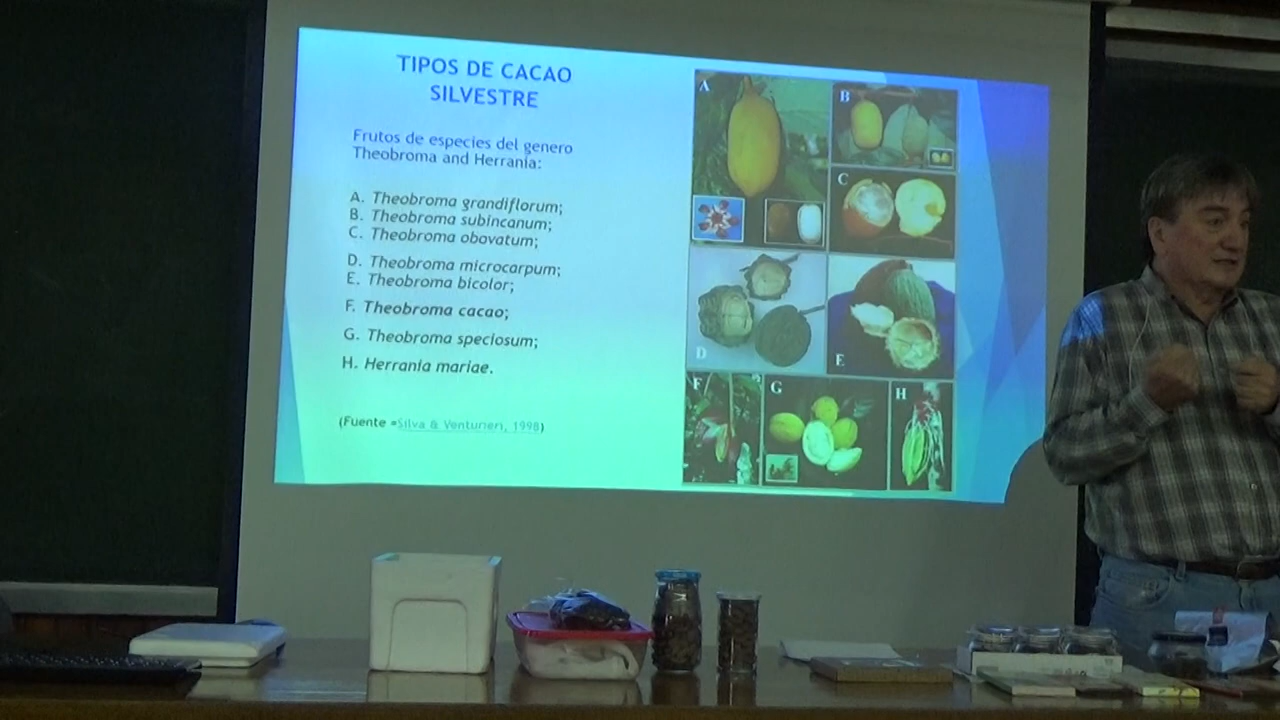 TIPOS DE CACAO
SILVESTRE
Frutos de especies del genero
Theobroma and Herrania:
A. Theobroma grandiflorum;
B. Theobroma subincanum;
C. Theobroma obovatum;
D. Theobroma microcarpum;
E. Theobroma bicolor;
F. Theobroma cacao;
G. Theobroma speciosum;
H. Herrania mariae.
(Fuente =Silva & Venturieri, 1998)
A
B
C
D
E
F
G
H